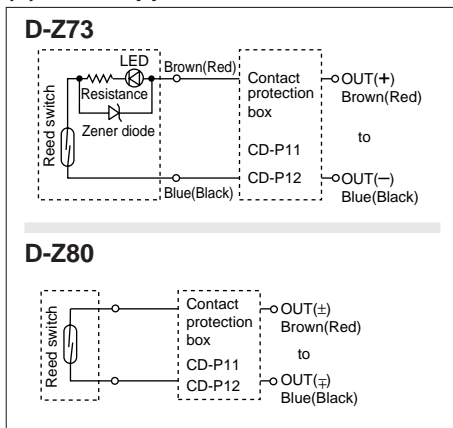 D-Z73
LED
Brown(Red)
Resistance
Zener diode
Reed switch
Blue(Black)
Contact
protection
box
CD-P11
CD-P12
OUT(+)
Brown(Red)
to
OUT(−)
Blue(Black)
D-Z80
Reed switch
Contact
protection
box
CD-P11
CD-P12
OUT(±)
Brown(Red)
to
OUT(∓)
Blue(Black)